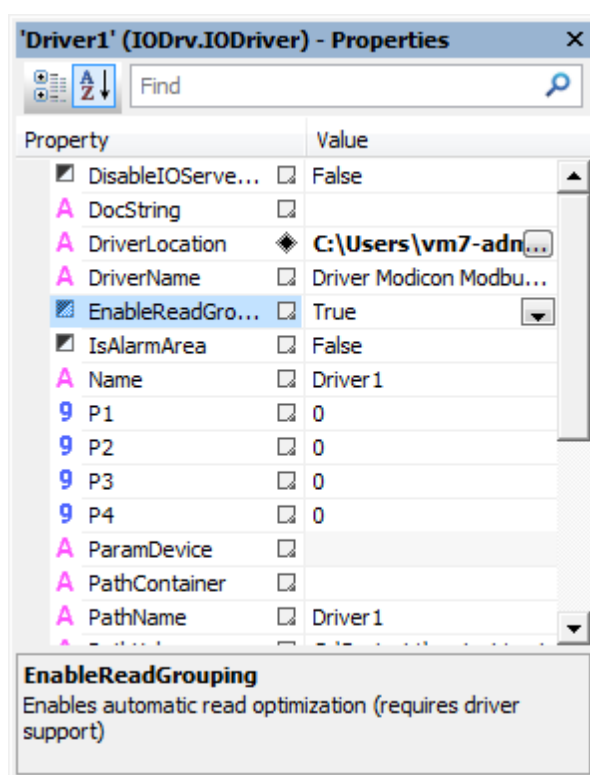 'Driver1' (IODrv.IODriver) - Properties
Find
Property Value
DisableIOServe... False
DocString
DriverLocation C:\Users\vm7-adn...
DriverName Driver Modicon Modbu...
EnableReadGro... True
IsAlarmArea False
Name Driver1
P1 0
P2 0
P3 0
P4 0
ParamDevice
PathContainer
PathName Driver1
EnableReadGrouping
Enables automatic read optimization (requires driver
support)